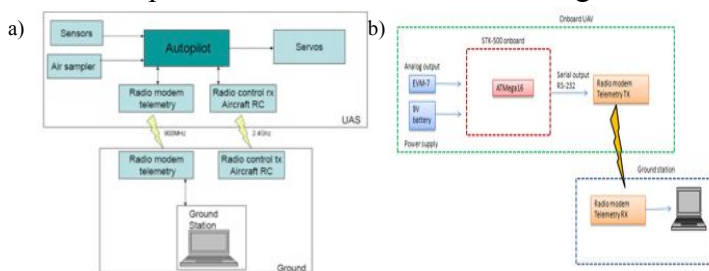 a)
Sensors
Air sampler
Autopilot
Servos
Radio modem
telemetry
Radio control rx
Aircraft RC
UAS
900MHz
2.4GHz
Radio modem
telemetry
Radio control tx
Aircraft RC
Ground
Station
Ground
b)
Onboard UAV
STK-500 onboard
Analog output
EVM-7
9V
battery
Power supply
ATMega16
Serial output
RS-232
Radio modem
Telemetry TX
Ground station
Radio modem
Telemetry RX